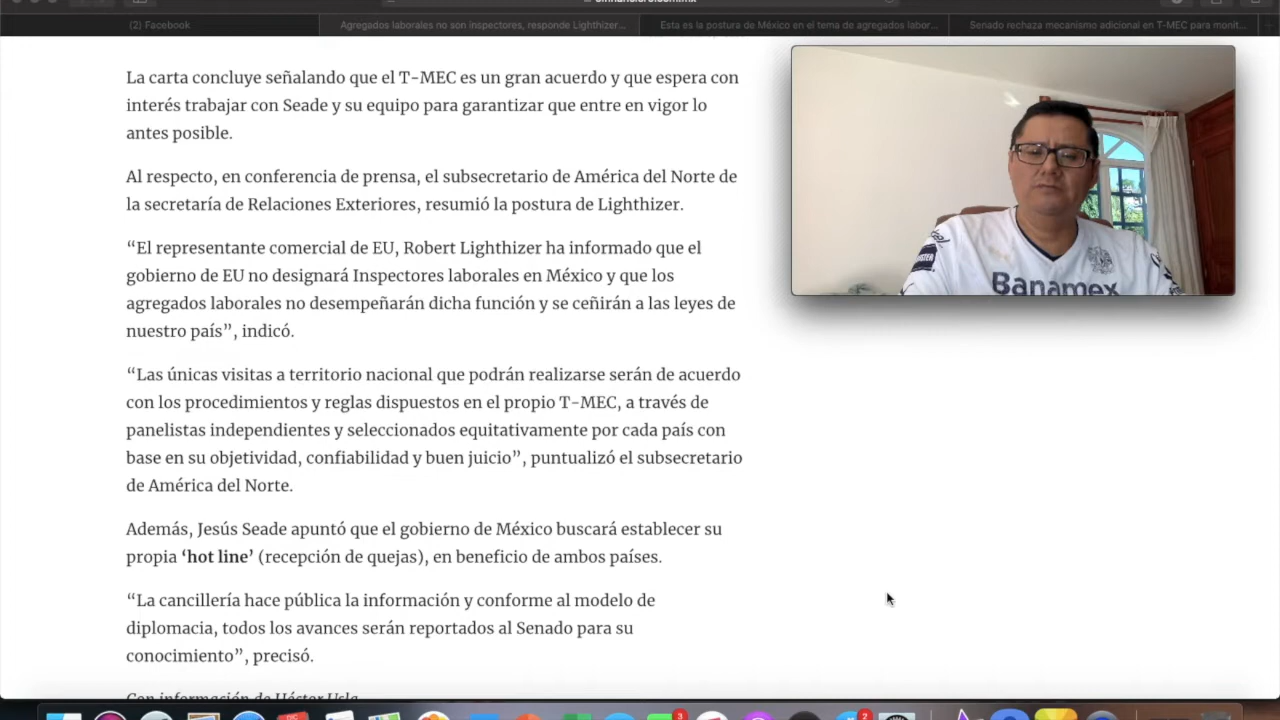 (2) Facebook
Agregados laborales no son inspectores, responde Lighthizer...
Esta es la postura de México en el tema de agregados labor...
Senado rechaza mecanismo adicional en T-MEC para monit...
La carta concluye señalando que el T-MEC es un gran acuerdo y que espera con
interés trabajar con Seade y su equipo para garantizar que entre en vigor lo
antes posible.
Al respecto, en conferencia de prensa, el subsecretario de América del Norte de
la secretaría de Relaciones Exteriores, resumió la postura de Lighthizer.
“El representante comercial de EU, Robert Lighthizer ha informado que el
gobierno de EU no designará Inspectores laborales en México y que los
agregados laborales no desempeñarán dicha función y se ceñirán a las leyes de
nuestro país”, indicó.
“Las únicas visitas a territorio nacional que podrán realizarse serán de acuerdo
con los procedimientos y reglas dispuestos en el propio T-MEC, a través de
panelistas independientes y seleccionados equitativamente por cada país con
base en su objetividad, confiabilidad y buen juicio”, puntualizó el subsecretario
de América del Norte.
Además, Jesús Seade apuntó que el gobierno de México buscará establecer su
propia ‘hot line’ (recepción de quejas), en beneficio de ambos países.
“La cancillería hace pública la información y conforme al modelo de
diplomacia, todos los avances serán reportados al Senado para su
conocimiento”, precisó.
Con información de Héctor Usla
Banamex
3
2